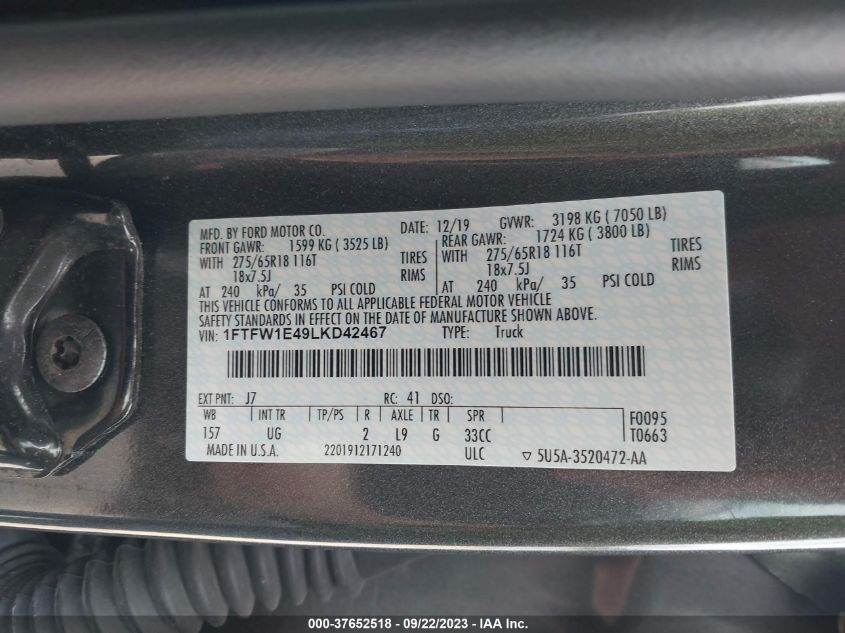 MFD. BY FORD MOTOR CO. DATE: 12/19 GVWR: 3198 KG ( 7050 LB)
FRONT GAWR: 1599 KG ( 3525 LB) REAR GAWR: 1724 KG ( 3800 LB)
WITH 275/65R18 116T TIRES WITH 275/65R18 116T TIRES
18x7.5J RIMS 18x7.5J RIMS
AT 240 kPa/ 35 PSI COLD AT 240 kPa/ 35 PSI COLD
THIS VEHICLE CONFORMS TO ALL APPLICABLE FEDERAL MOTOR VEHICLE
SAFETY STANDARDS IN EFFECT ON THE DATE OF MANUFACTURE SHOWN ABOVE.
VIN: 1FTFW1E49LKD42467 TYPE: Truck
EXT PNT: J7 RC: 41 DSO:
WB INT TR TP/PS R AXLE TR SPR F0095
157 UG 2 L9 G 33CC T0663
MADE IN U.S.A. 2201912171240 ULC ▽ 5U5A-3520472-AA
000-37652518 - 09/22/2023 - IAA Inc.